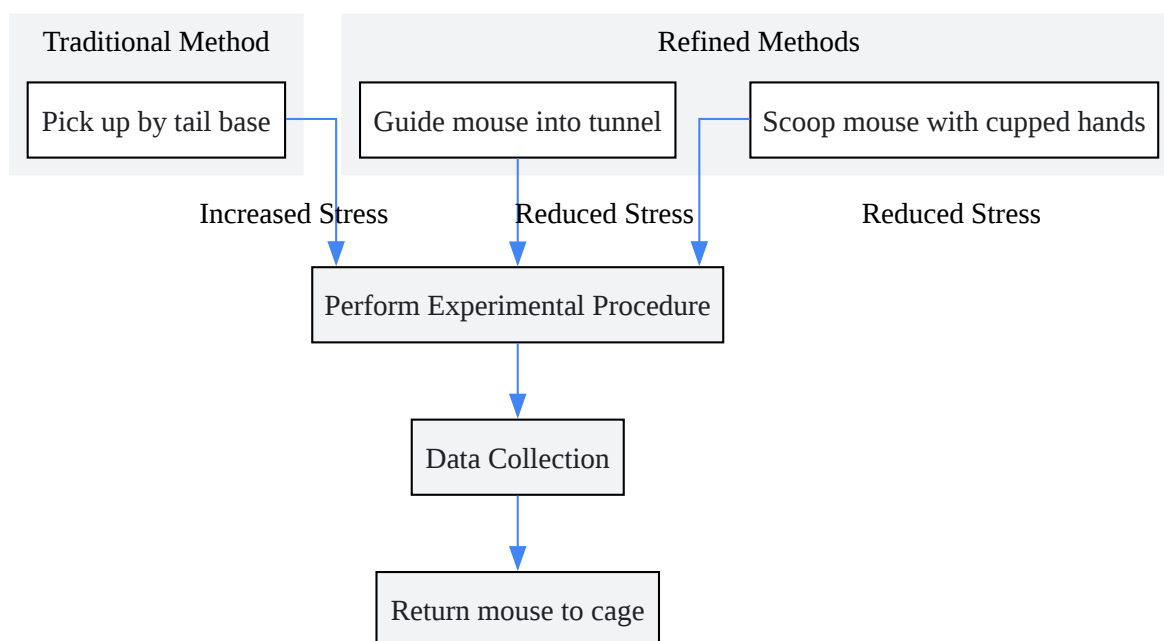 Traditional Method
Refined Methods
Pick up by tail base
Guide mouse into tunnel
Scoop mouse with cupped hands
Increased Stress
Reduced Stress
Reduced Stress
Perform Experimental Procedure
Data Collection
Return mouse to cage